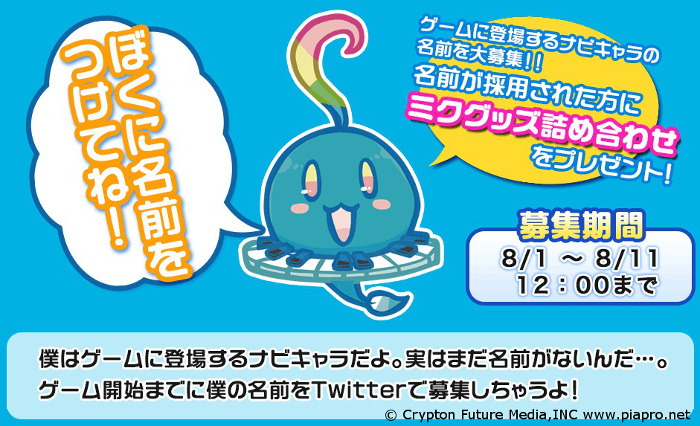 ぼくに名前を
つけてね!
ゲームに登場するナビキャラの
名前を大募集!!
名前が採用された方に
ミクグッズ詰め合わせ
をプレゼント!
募集期間
8/1 〜 8/11
12:00まで
僕はゲームに登場するナビキャラだよ。実はまだ名前がないんだ…。
ゲーム開始までに僕の名前をTwitterで募集しちゃうよ!
© Crypton Future Media,INC www.piapro.net